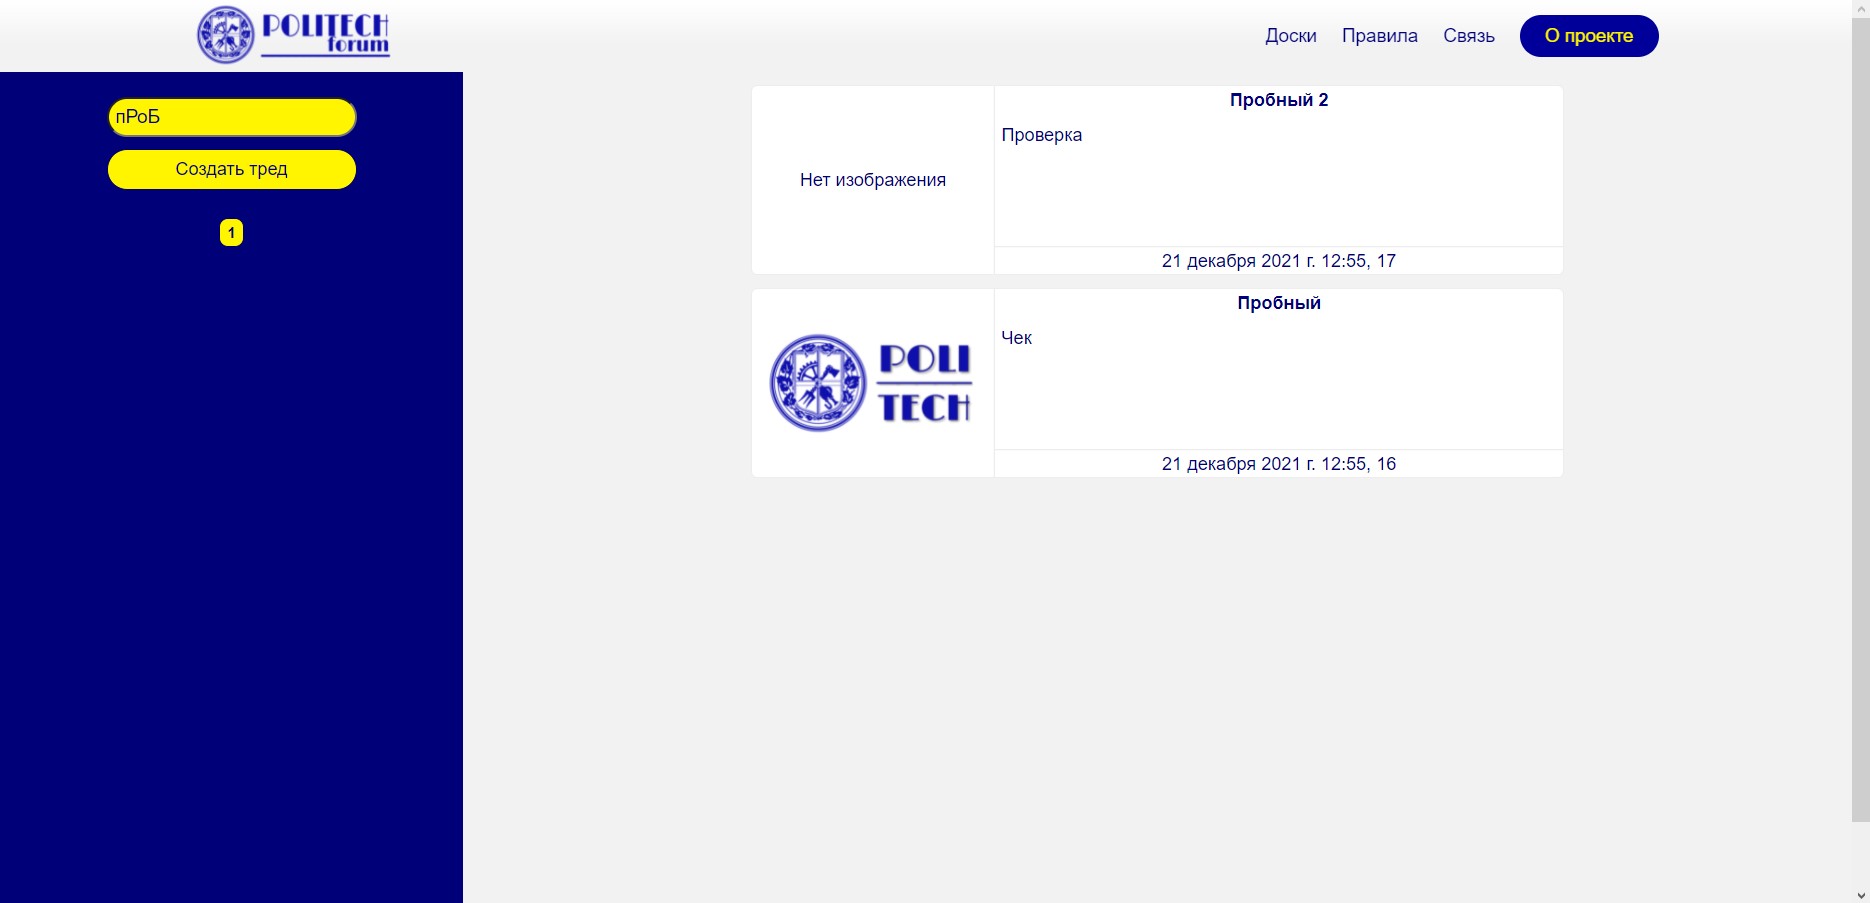 POLITECH
forum
Доски Правила Связь О проекте
пРоБ
Создать тред
1
Нет изображения
Пробный 2
Проверка
21 декабря 2021 г. 12:55, 17
POLI
TECH
Пробный
Чек
21 декабря 2021 г. 12:55, 16